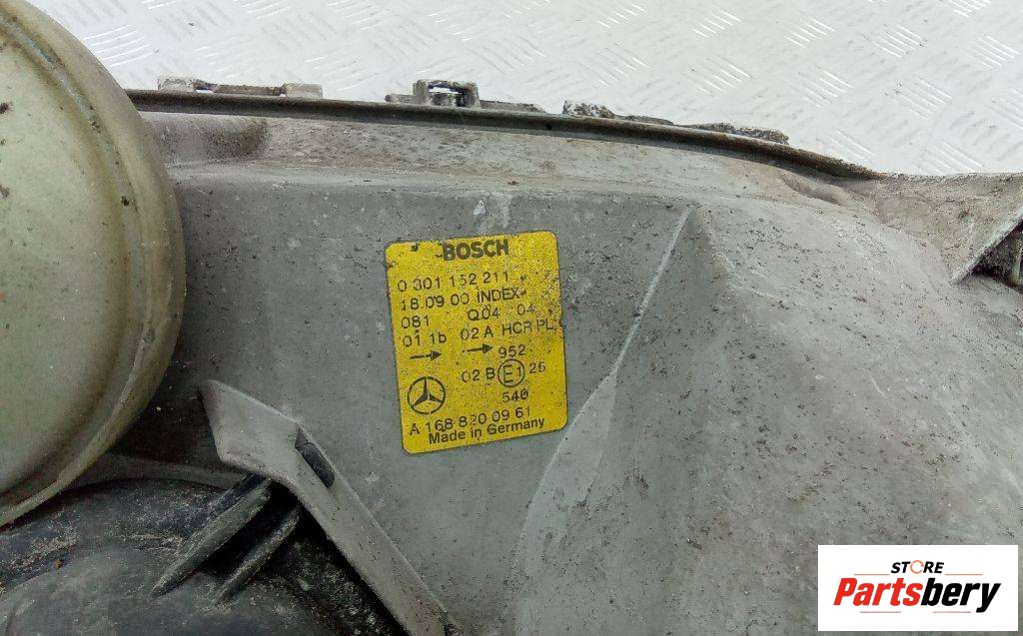 BOSCH
0 301 152 211
18 09 00 INDEX
081 Q04 04
01 1b 02 A HCR PL
952
02 B E1 26
540
A 168 820 09 61
Made in Germany
STORE
Partsbery